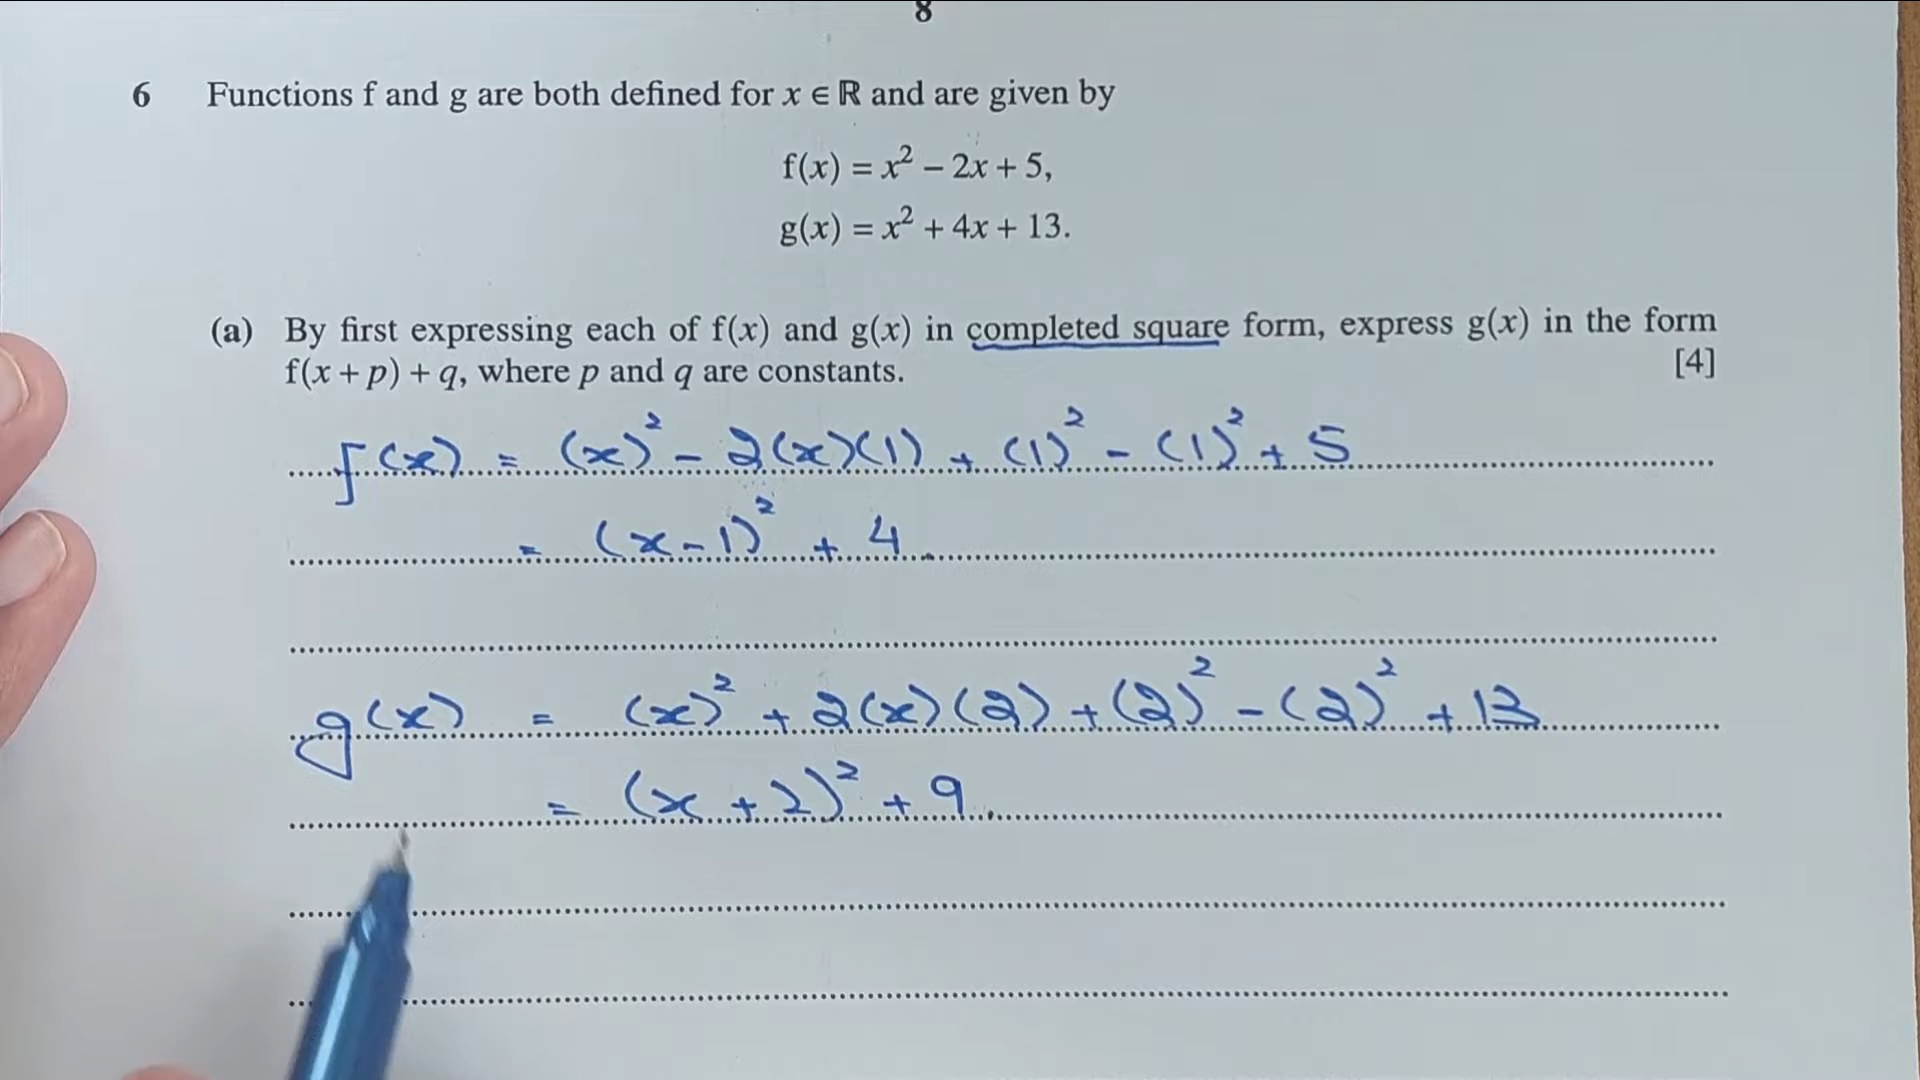 8
6 Functions f and g are both defined for x ∈ ℝ and are given by
f(x) = x² − 2x + 5,
g(x) = x² + 4x + 13.
(a) By first expressing each of f(x) and g(x) in completed square form, express g(x) in the form
f(x + p) + q, where p and q are constants. [4]
f(x) = (x)² − 2(x)(1) + (1)² − (1)² + 5
= (x − 1)² + 4.
g(x) = (x)² + 2(x)(2) + (2)² − (2)² + 13
= (x + 2)² + 9.